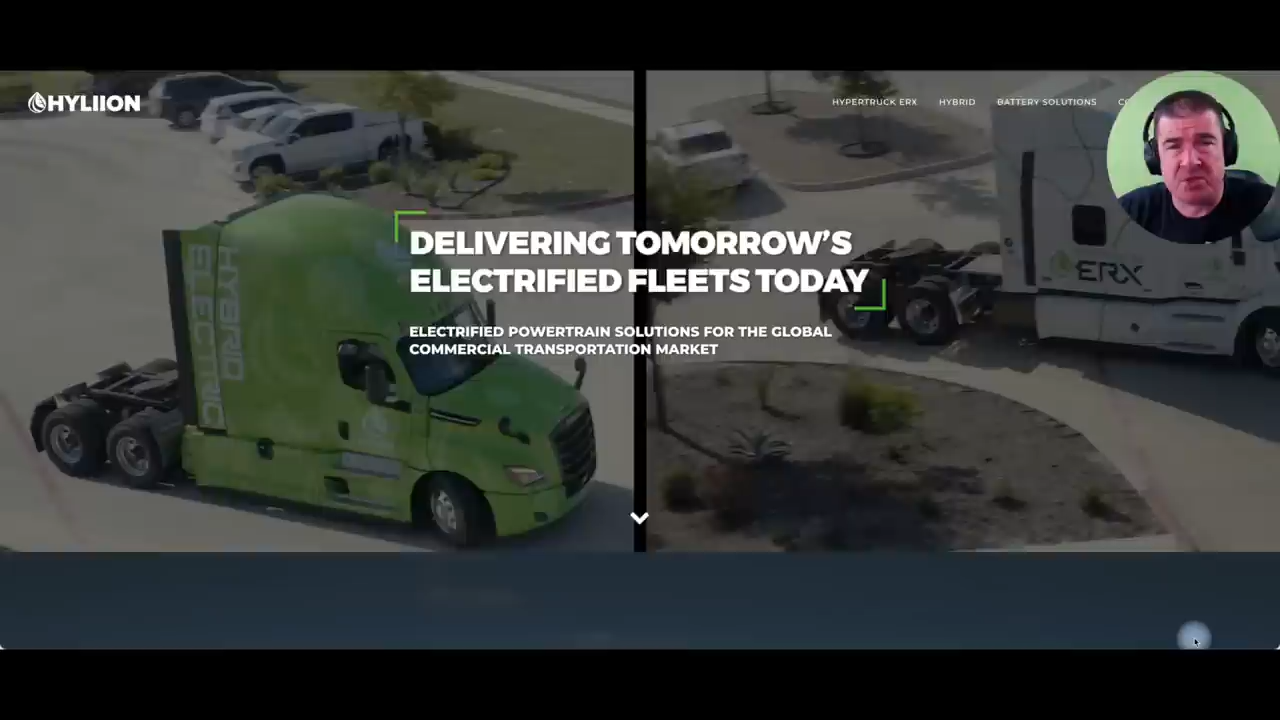 HYLIION
HYPERTRUCK ERX HYBRID BATTERY SOLUTIONS
DELIVERING TOMORROW'S
ELECTRIFIED FLEETS TODAY
ELECTRIFIED POWERTRAIN SOLUTIONS FOR THE GLOBAL
COMMERCIAL TRANSPORTATION MARKET
HYBRID
ELECTRIC
ERX